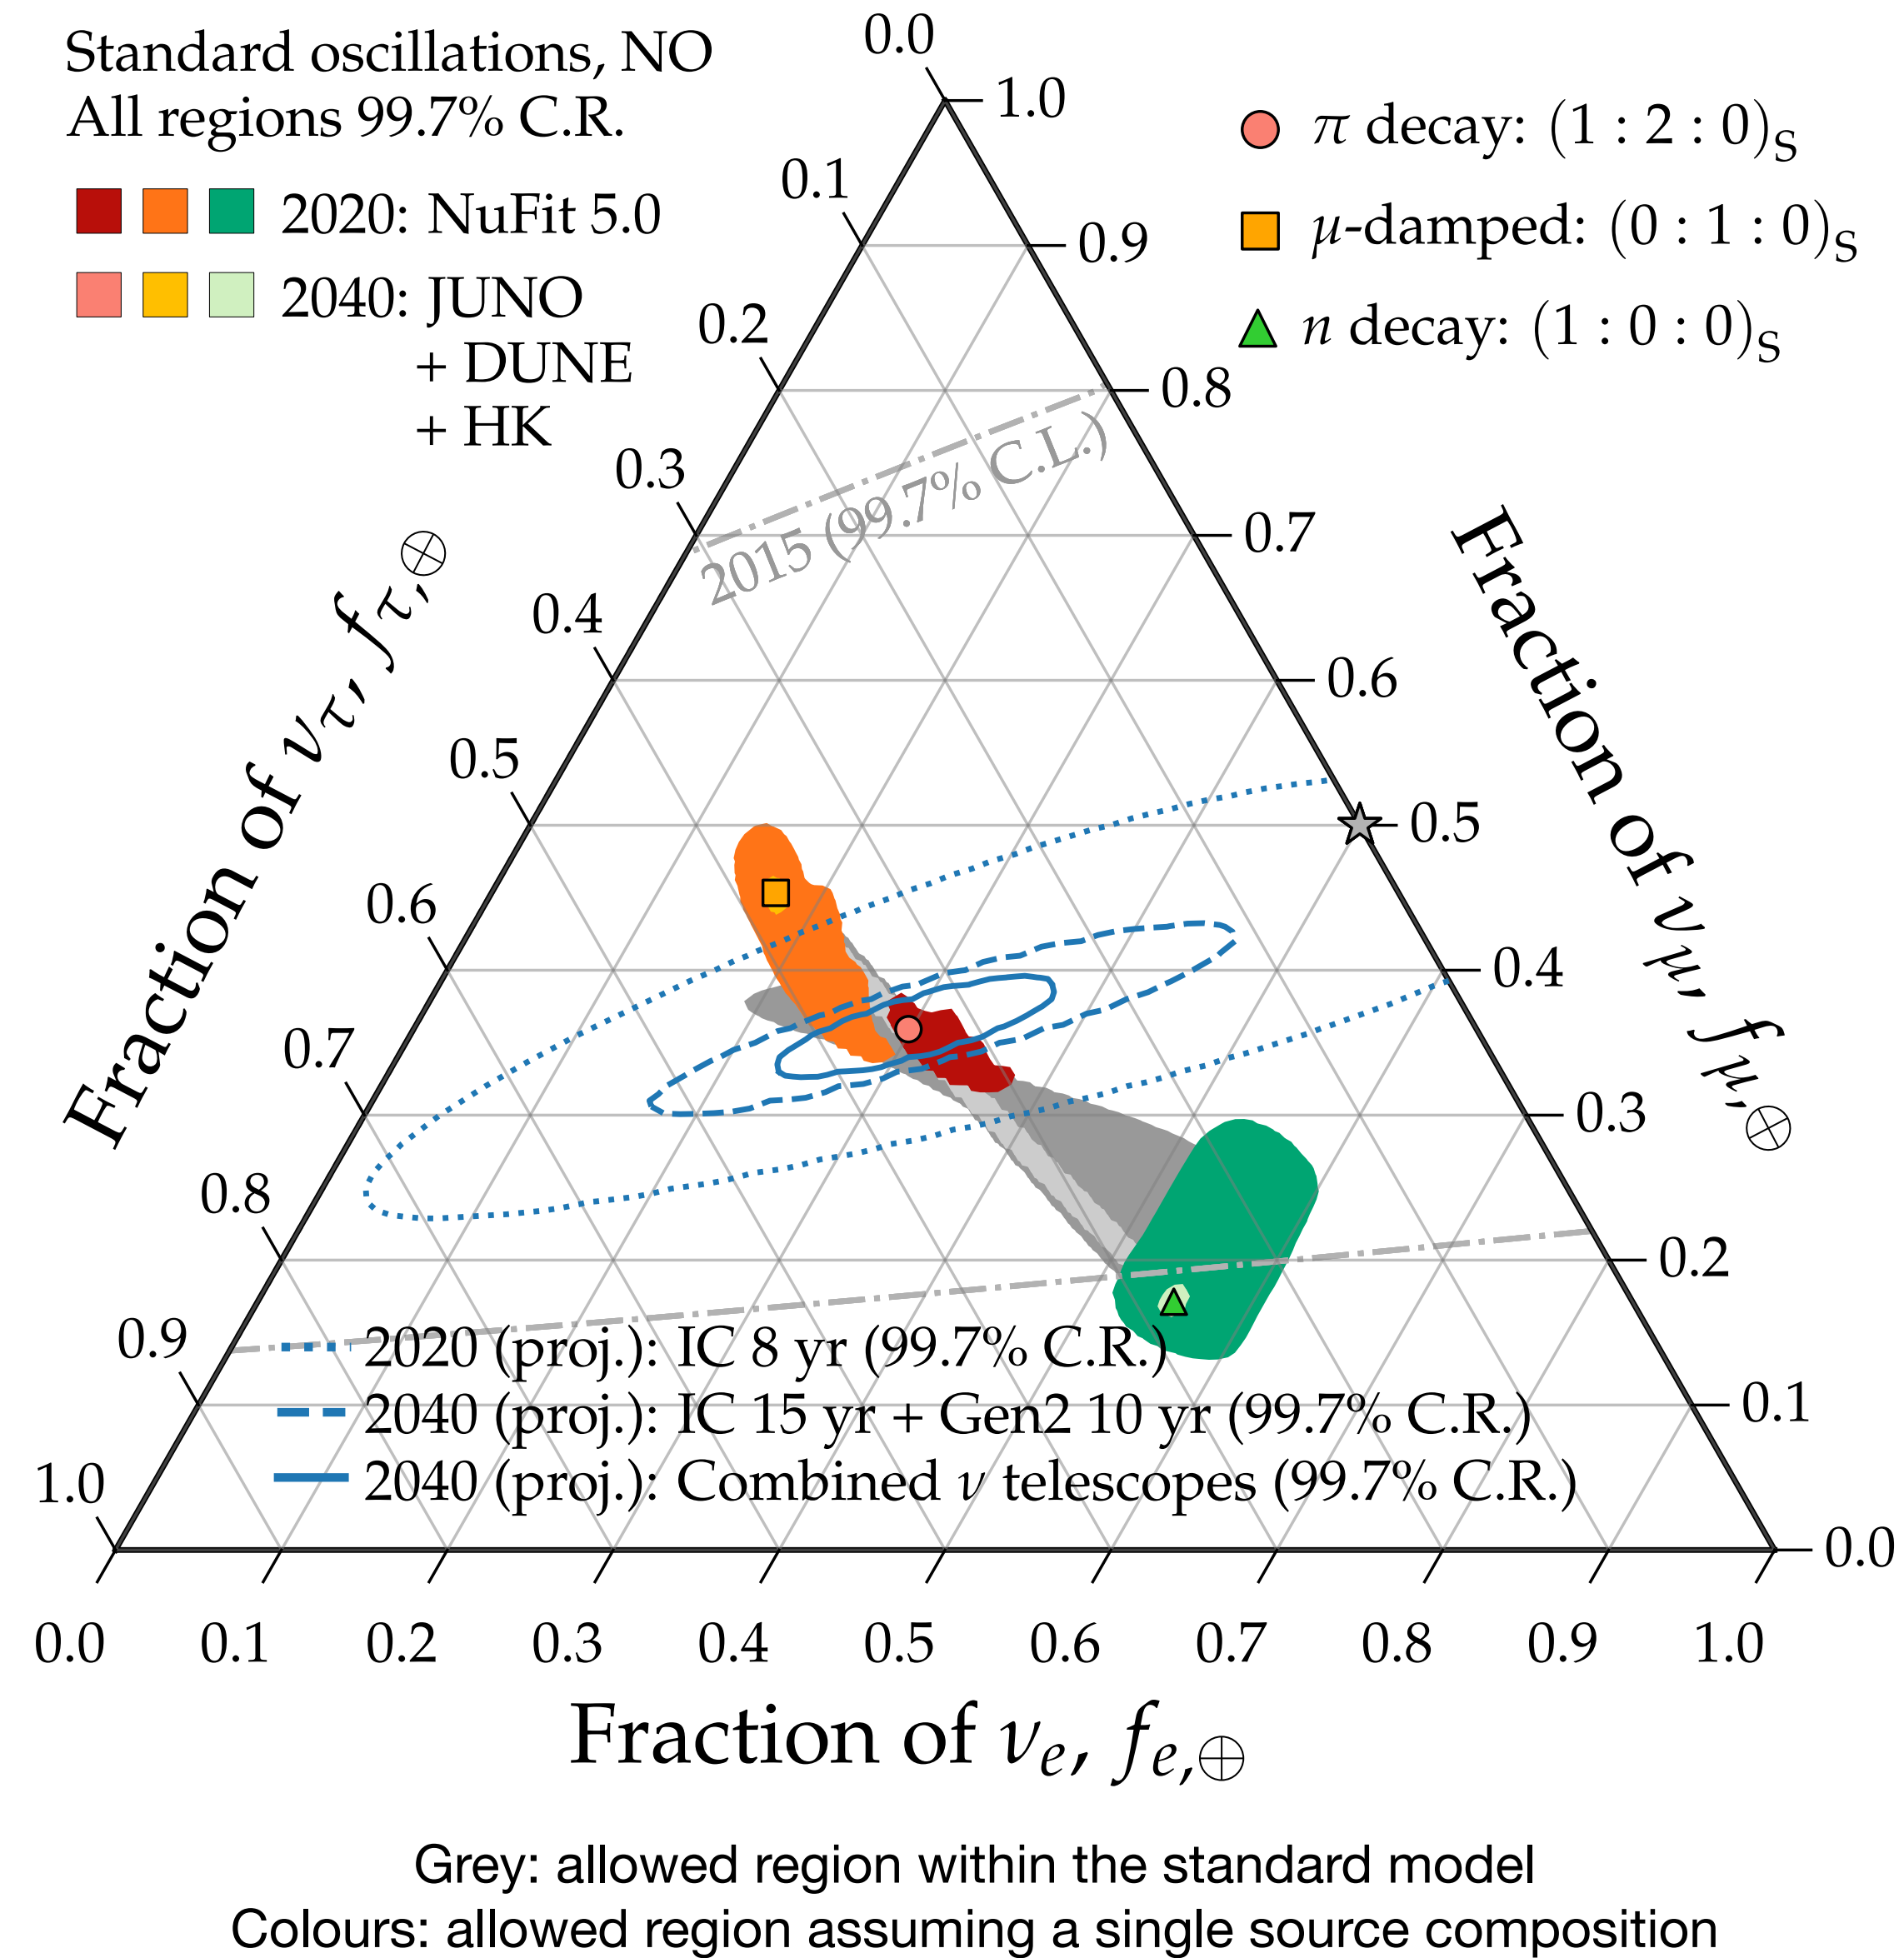 Standard oscillations, NO
All regions 99.7% C.R.
2020: NuFit 5.0
2040: JUNO
+ DUNE
+ HK
π decay: (1 : 2 : 0)S
μ-damped: (0 : 1 : 0)S
n decay: (1 : 0 : 0)S
0.0
0.1
0.2
0.3
0.4
0.5
0.6
0.7
0.8
0.9
1.0
Fraction of ντ, fτ,⊕
1.0
0.9
0.8
0.7
0.6
0.5
0.4
0.3
0.2
0.1
0.0
Fraction of νμ, fμ,⊕
2015 (99.7% C.L.)
2020 (proj.): IC 8 yr (99.7% C.R.)
2040 (proj.): IC 15 yr + Gen2 10 yr (99.7% C.R.)
2040 (proj.): Combined ν telescopes (99.7% C.R.)
0.0 0.1 0.2 0.3 0.4 0.5 0.6 0.7 0.8 0.9 1.0
Fraction of νe, fe,⊕
Grey: allowed region within the standard model
Colours: allowed region assuming a single source composition